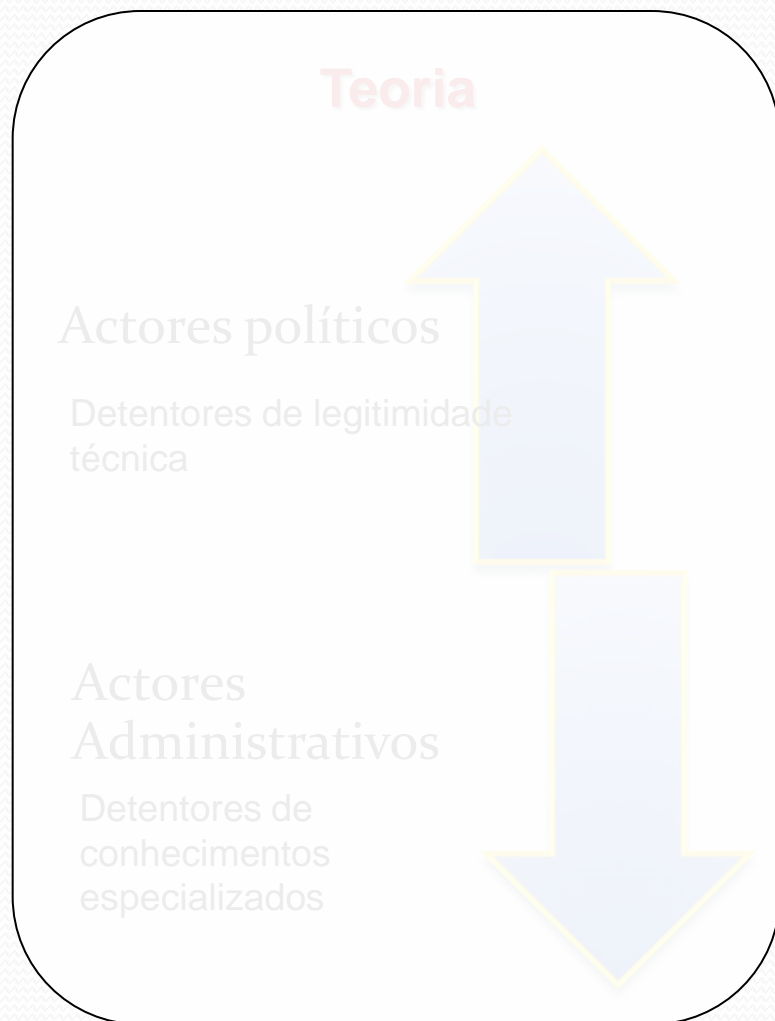 Teoria
Actores políticos
Detentores de legitimidade
técnica
Actores
Administrativos
Detentores de
conhecimentos
especializados